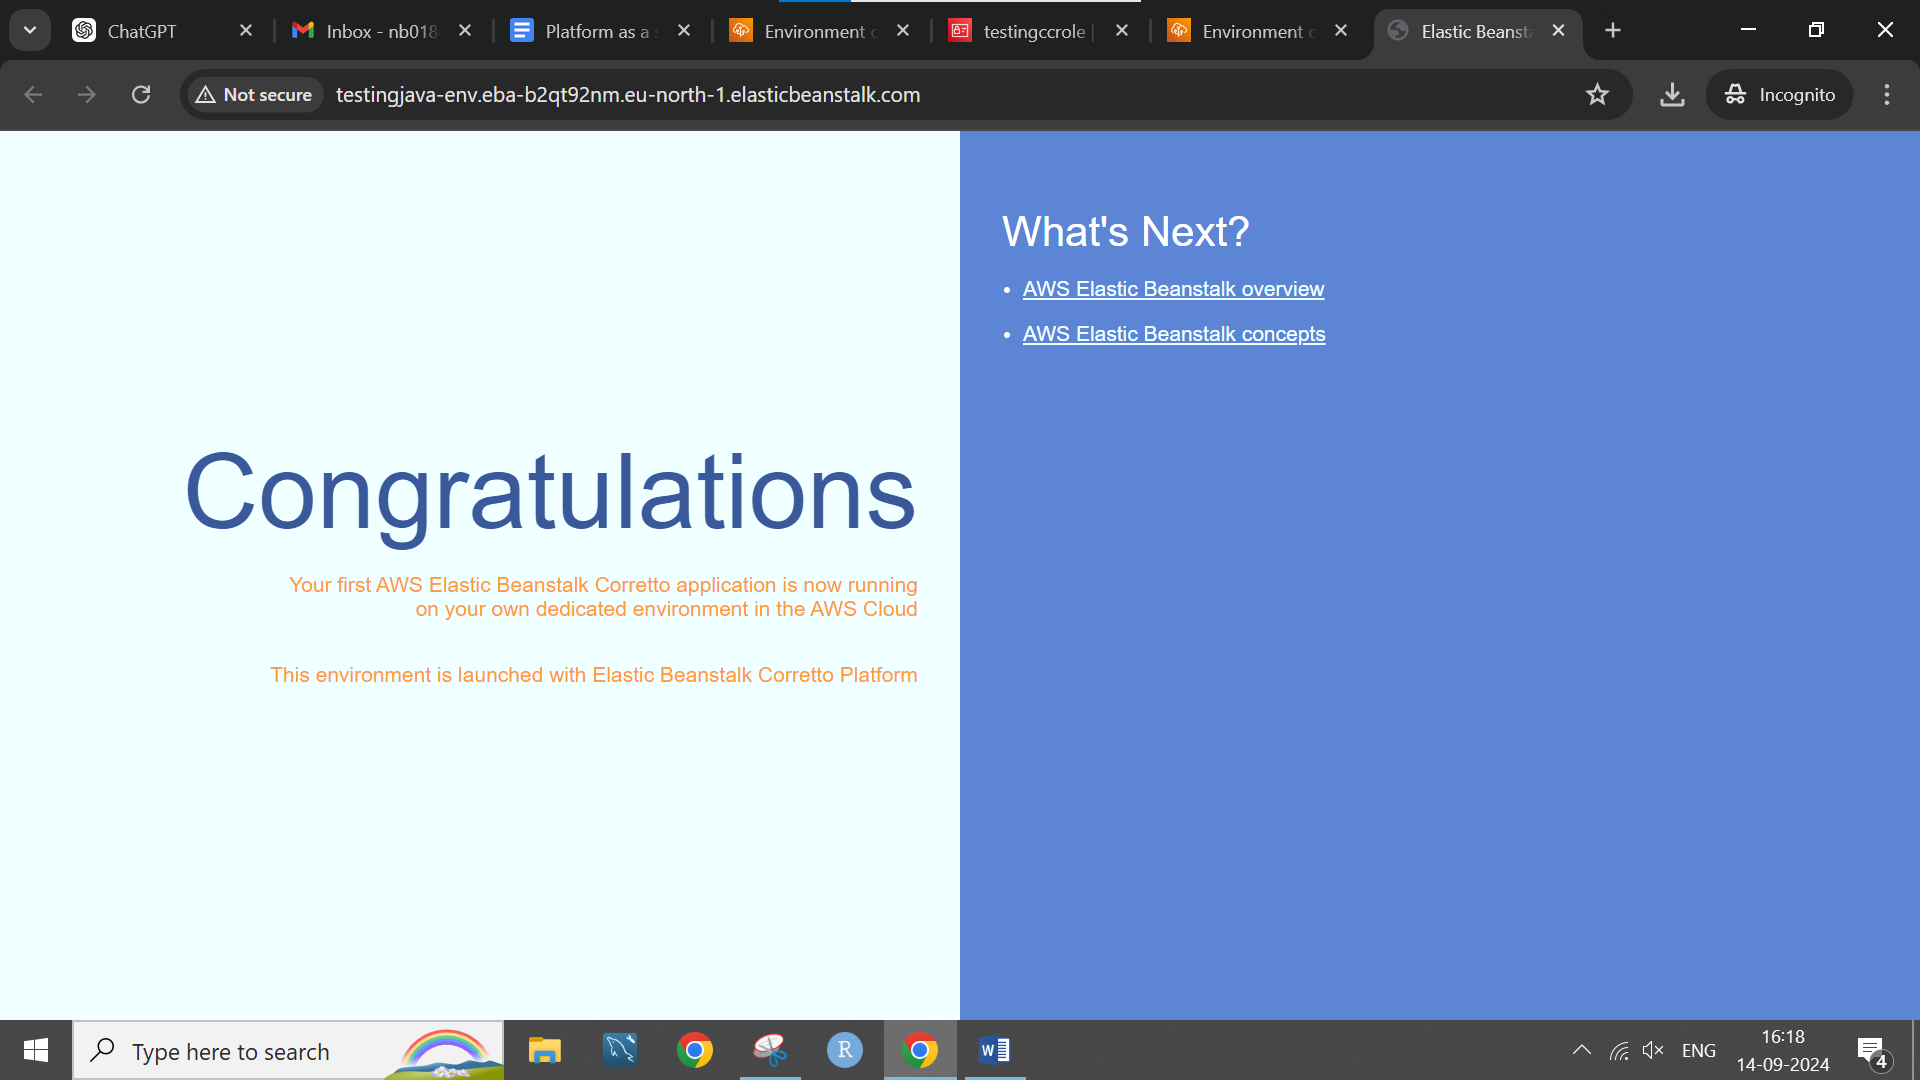 ChatGPT
Inbox - nb018
Platform as a s
Environment o
testingccrole |
Environment o
Elastic Beansta
Not secure
testingjava-env.eba-b2qt92nm.eu-north-1.elasticbeanstalk.com
Incognito
Congratulations
Your first AWS Elastic Beanstalk Corretto application is now running
on your own dedicated environment in the AWS Cloud
This environment is launched with Elastic Beanstalk Corretto Platform
What's Next?
• AWS Elastic Beanstalk overview
• AWS Elastic Beanstalk concepts
Type here to search
R
W
ENG
16:18
14-09-2024
4